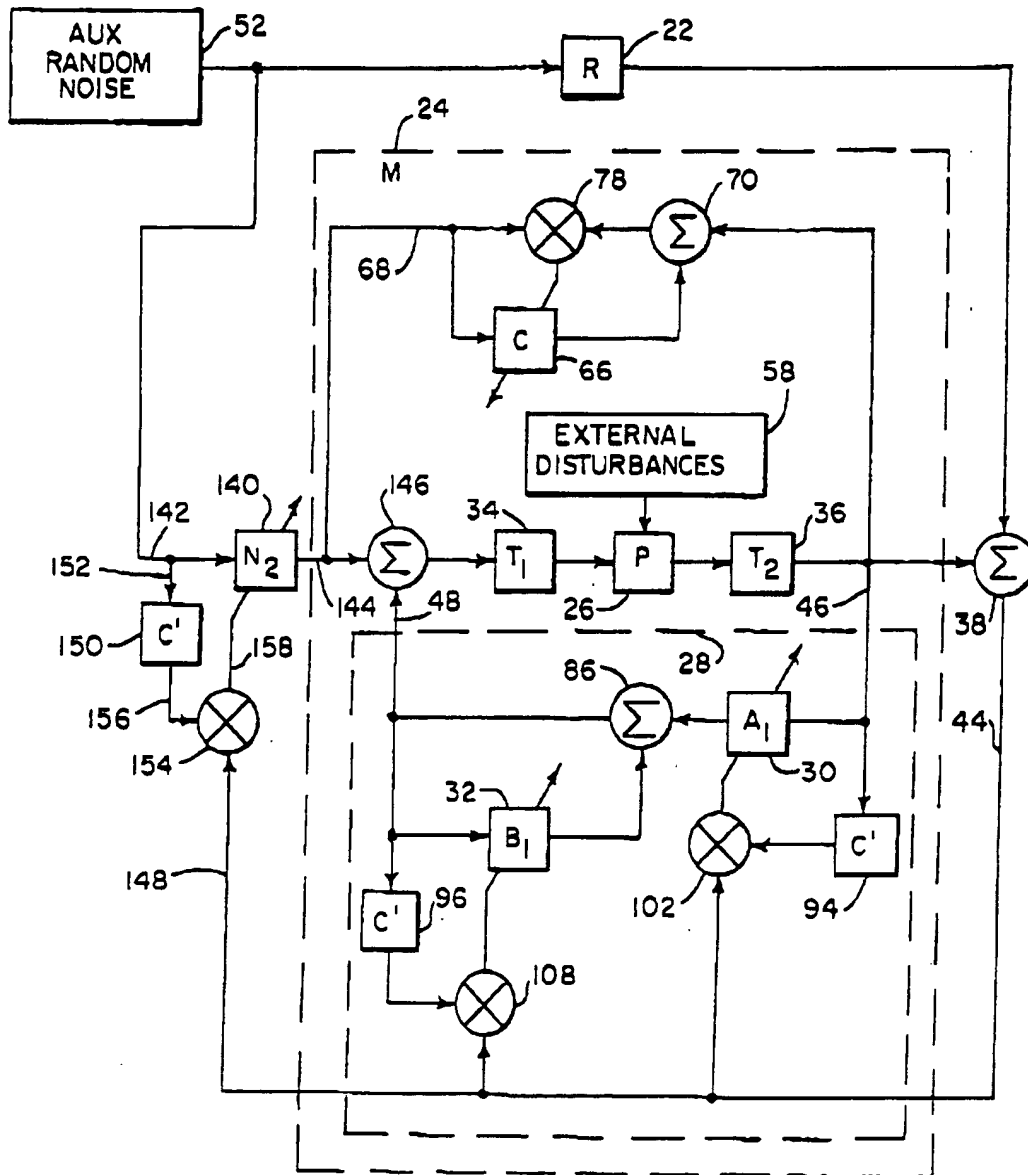 52
AUX
RANDOM
NOISE
22
R
24
M
78
70
Σ
68
C
66
58
EXTERNAL
DISTURBANCES
140
146
34
36
142
152
N2
Σ
T1
P
T2
Σ
144
48
26
46
38
150
C'
158
28
86
156
154
Σ
A1
30
44
32
B1
148
C'
96
102
C'
94
108